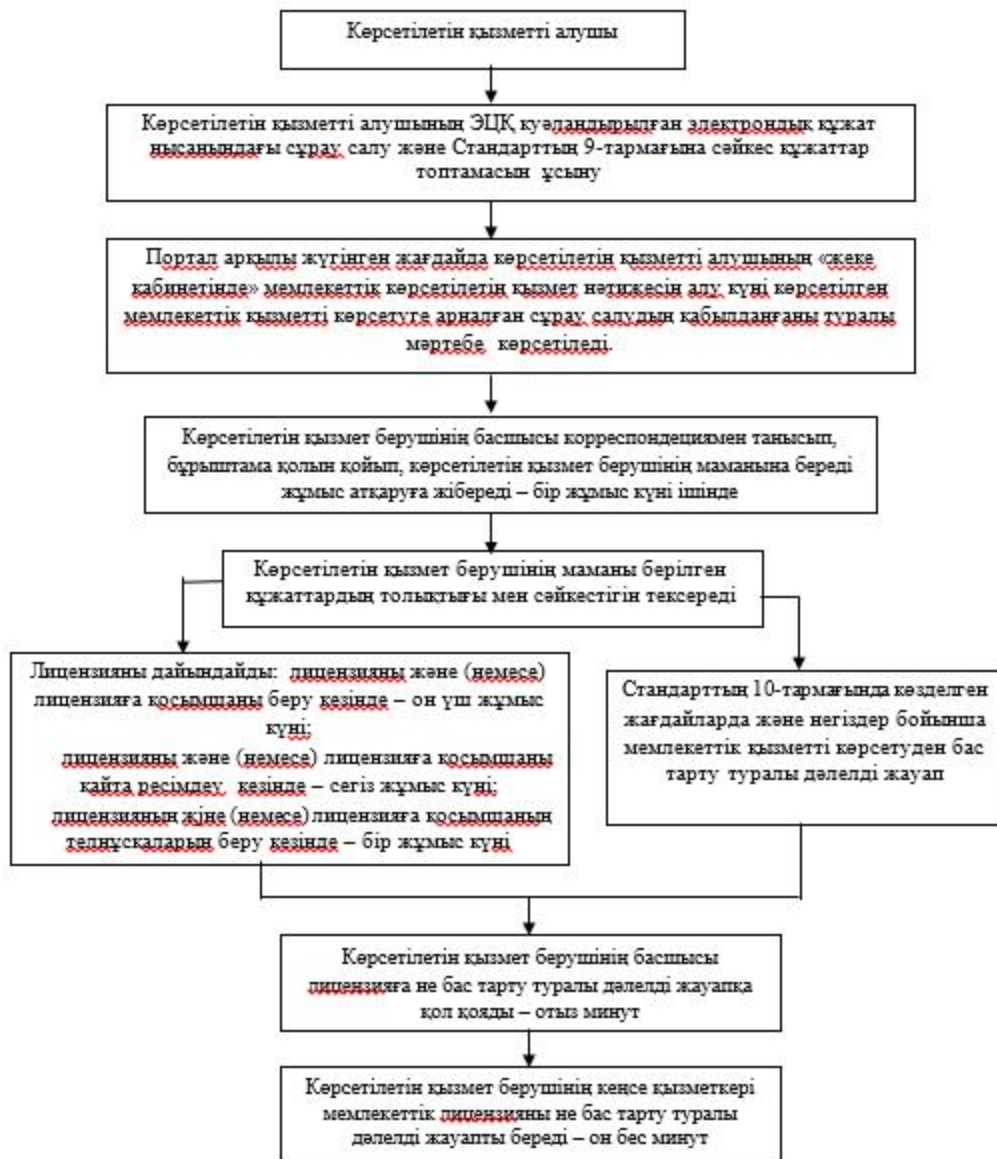 Көрсетілетін қызметті алушы
Көрсетілетін қызметті алушының ЭЦҚ куәландырылған электрондық құжат
нысанындағы сұрау салу және Стандарттың 9-тармағына сәйкес құжаттар
топтамасын ұсыну
Портал арқылы жүгінген жағдайда көрсетілетін қызметті алушының «жеке
кабинетінде» мемлекеттік көрсетілетін қызмет нәтижесін алу күні көрсетілген
мемлекеттік қызметті көрсетуге арналған сұрау салудың қабылданғаны туралы
мәртебе көрсетіледі.
Көрсетілетін қызмет берушінің басшысы корреспондециямен танысып,
бұрыштама қолын қойып, көрсетілетін қызмет берушінің маманына береді
жұмыс атқаруға жібереді – бір жұмыс күні ішінде
Көрсетілетін қызмет берушінің маманы берілген
құжаттардың толықтығы мен сәйкестігін тексереді
Лицензияны дайындайды: лицензияны және (немесе)
лицензияға қосымшаны беру кезінде – он үш жұмыс
күні;
лицензияны және (немесе) лицензияға қосымшаны
қайта ресімдеу кезінде – сегіз жұмыс күні;
лицензияның жјне (немесе) лицензияға қосымшаның
телнұсқаларын беру кезінде – бір жұмыс күні
Стандарттың 10-тармағында көзделген
жағдайларда және негіздер бойынша
мемлекеттік қызметті көрсетуден бас
тарту туралы дәлелді жауап
Көрсетілетін қызмет берушінің басшысы
лицензияға не бас тарту туралы дәлелді жауапқа
қол қояды – отыз минут
Көрсетілетін қызмет берушінің кеңсе қызметкері
мемлекеттік лицензияны не бас тарту туралы
дәлелді жауапты береді – он бес минут